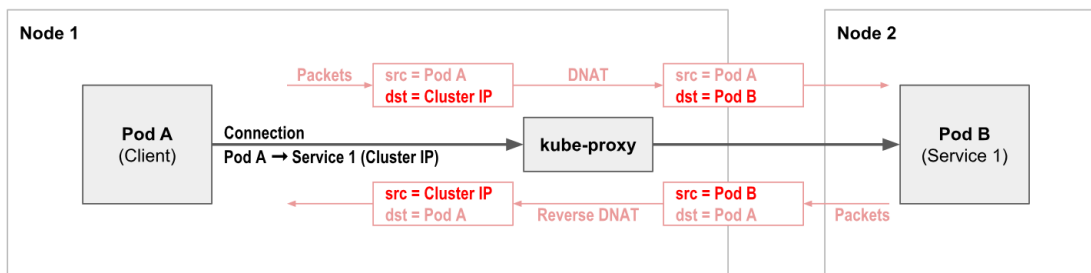 Node 1
Node 2
Packets
src = Pod A
dst = Cluster IP
DNAT
src = Pod A
dst = Pod B
Pod A
(Client)
Connection
Pod A → Service 1 (Cluster IP)
kube-proxy
Pod B
(Service 1)
src = Cluster IP
dst = Pod A
Reverse DNAT
src = Pod B
dst = Pod A
Packets